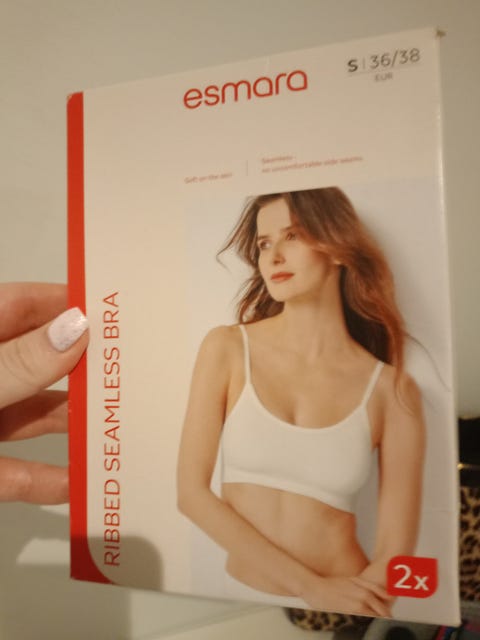 esmara
S | 36/38
EUR
Soft on the skin
Seamless -
no uncomfortable side seams
RIBBED SEAMLESS BRA
2x